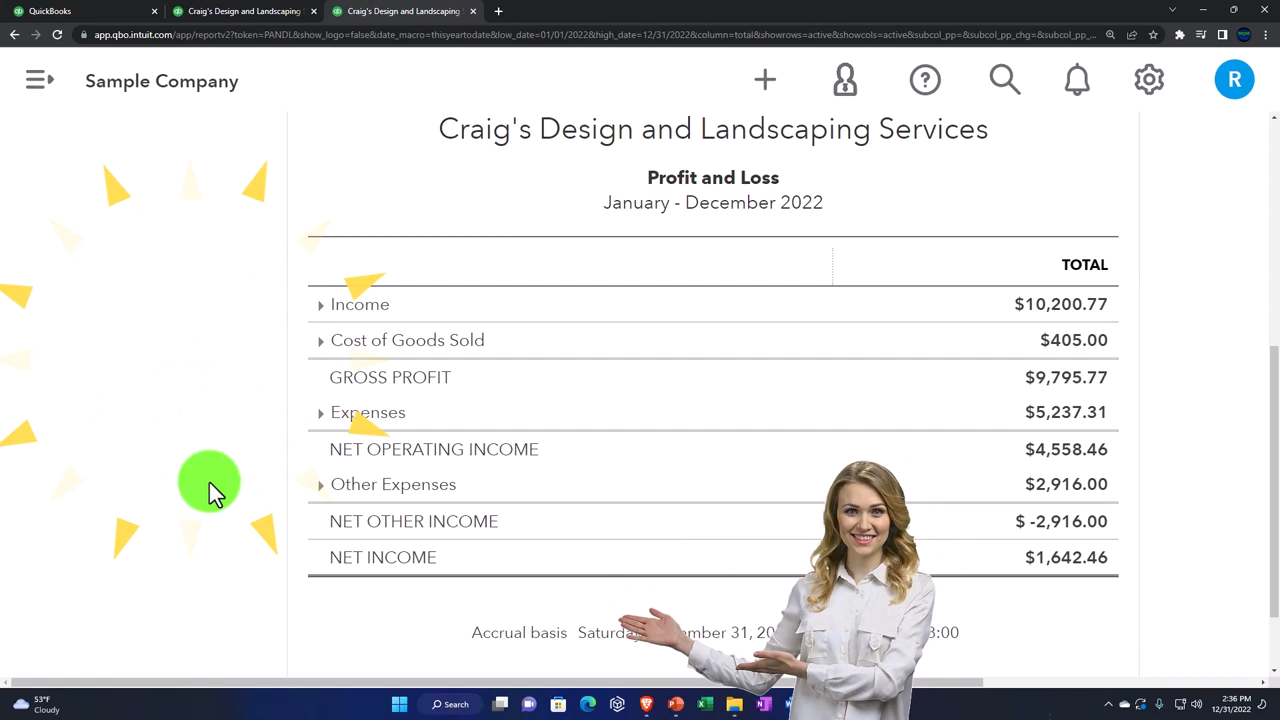 QuickBooks
Craig's Design and Landscaping
Craig's Design and Landscaping
app.qbo.intuit.com/app/reportv2?token=PANDL&show_logo=false&date_macro=thisyeartodate&low_date=01/01/2022&high_date=12/31/2022&column=total&showrows=active&showcols=active&subcol_pp=&subcol_pp_chg=&subcol_pp_
Sample Company
R
Craig's Design and Landscaping Services
Profit and Loss
January - December 2022
TOTAL
Income $10,200.77
Cost of Goods Sold $405.00
GROSS PROFIT $9,795.77
Expenses $5,237.31
NET OPERATING INCOME $4,558.46
Other Expenses $2,916.00
NET OTHER INCOME $ -2,916.00
NET INCOME $1,642.46
Accrual basis 31,
53°F
Cloudy
Search
2:36 PM
12/31/2022